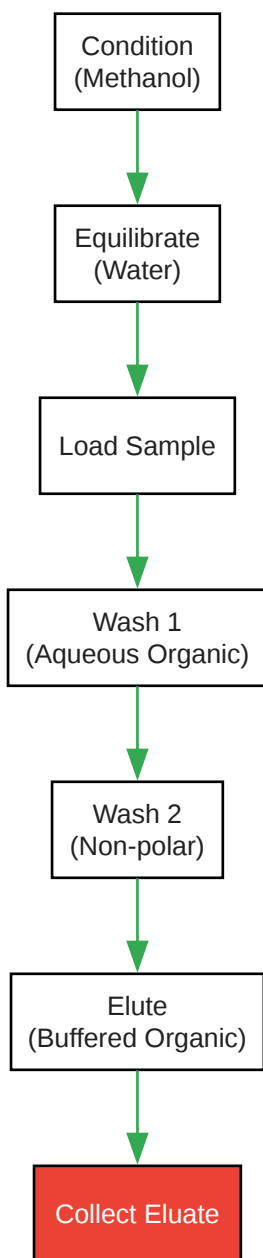 Condition
(Methanol)
Equilibrate
(Water)
Load Sample
Wash 1
(Aqueous Organic)
Wash 2
(Non-polar)
Elute
(Buffered Organic)
Collect Eluate